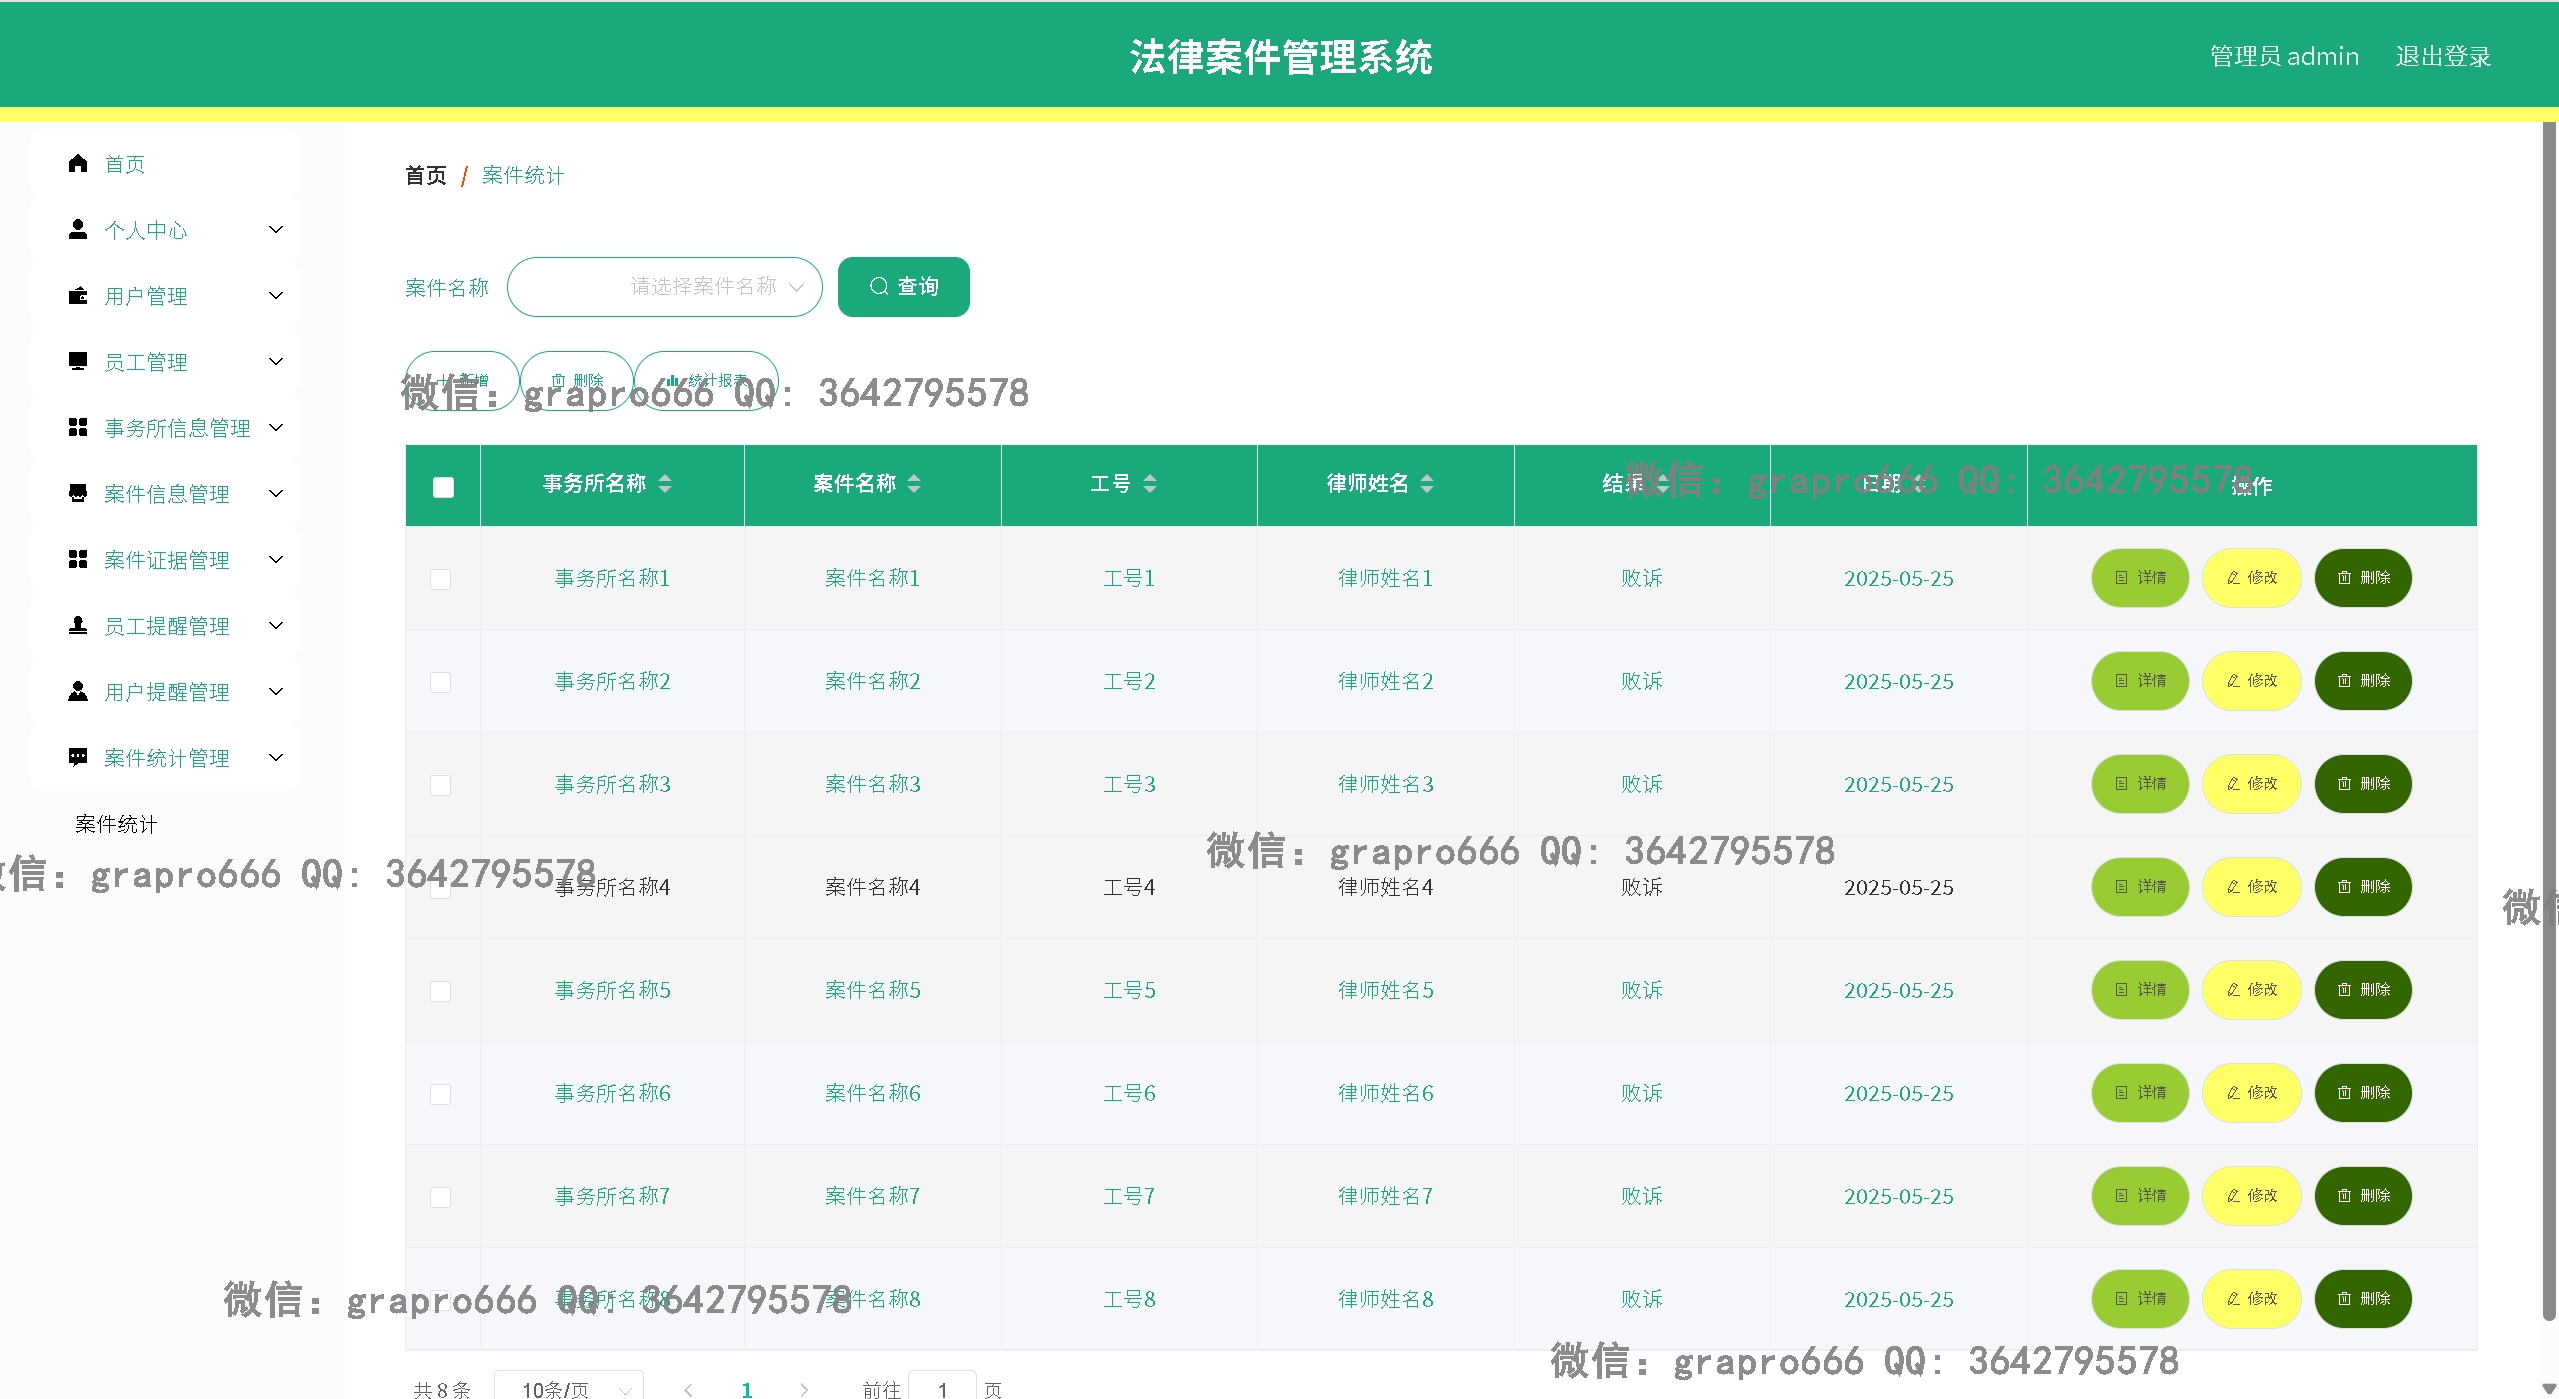 法律案件管理系统
管理员 admin 退出登录
首页
个人中心
用户管理
员工管理
事务所信息管理
案件信息管理
案件证据管理
员工提醒管理
用户提醒管理
案件统计管理
案件统计
首页 / 案件统计
案件名称 请选择案件名称 查询
新增 删除 统计报表
微信：grapro666 QQ: 3642795578
事务所名称 案件名称 工号 律师姓名 结果 日期 操作
微信：grapro666 QQ: 3642795578
事务所名称1 案件名称1 工号1 律师姓名1 败诉 2025-05-25 详情 修改 删除
事务所名称2 案件名称2 工号2 律师姓名2 败诉 2025-05-25 详情 修改 删除
事务所名称3 案件名称3 工号3 律师姓名3 败诉 2025-05-25 详情 修改 删除
微信：grapro666 QQ: 3642795578
微信：grapro666 QQ: 3642795578
事务所名称4 案件名称4 工号4 律师姓名4 败诉 2025-05-25 详情 修改 删除
微信
事务所名称5 案件名称5 工号5 律师姓名5 败诉 2025-05-25 详情 修改 删除
事务所名称6 案件名称6 工号6 律师姓名6 败诉 2025-05-25 详情 修改 删除
事务所名称7 案件名称7 工号7 律师姓名7 败诉 2025-05-25 详情 修改 删除
事务所名称8 案件名称8 工号8 律师姓名8 败诉 2025-05-25 详情 修改 删除
微信：grapro666 QQ: 3642795578
微信：grapro666 QQ: 3642795578
共 8 条 10条/页 1 前往 1 页